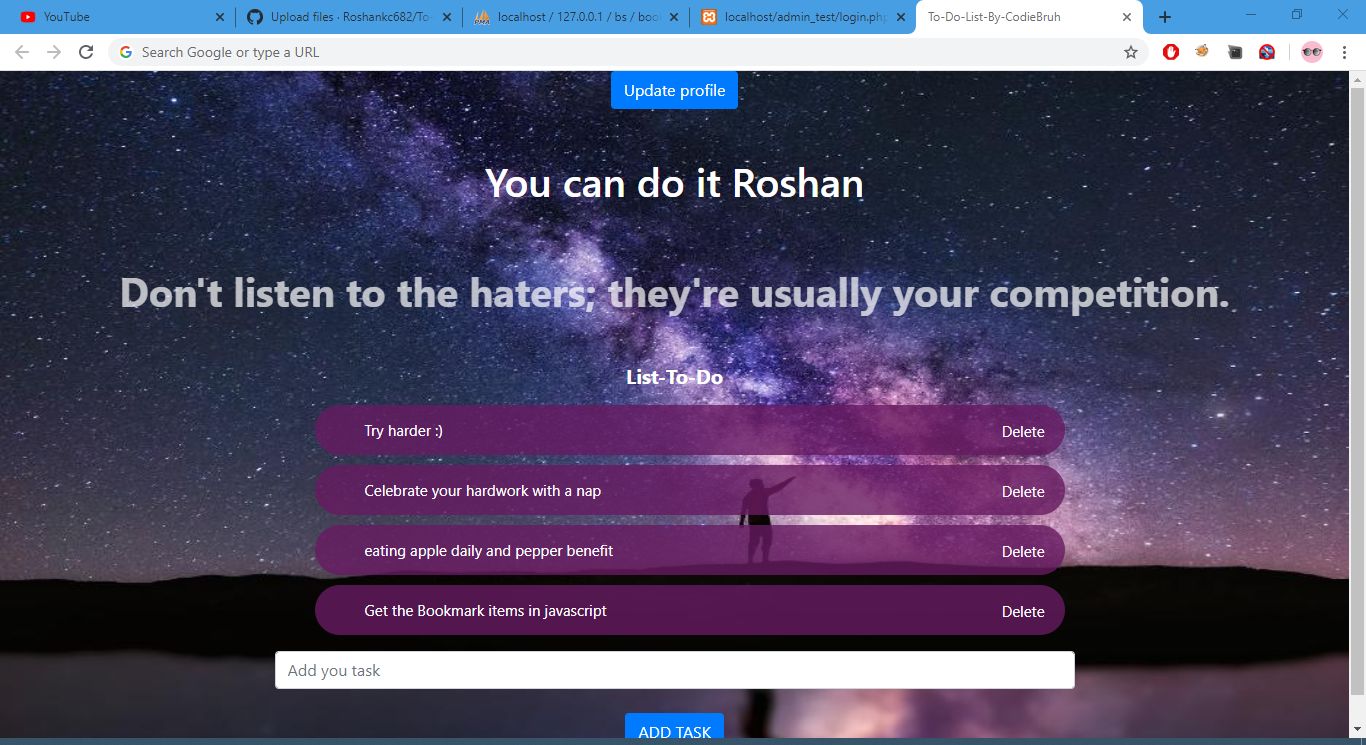 YouTube
Upload files · Roshankc682/To-
localhost / 127.0.0.1 / bs / boo
localhost/admin_test/login.php
To-Do-List-By-CodieBruh
Search Google or type a URL
Update profile
You can do it Roshan
Don't listen to the haters; they're usually your competition.
List-To-Do
Try harder :)
Delete
Celebrate your hardwork with a nap
Delete
eating apple daily and pepper benefit
Delete
Get the Bookmark items in javascript
Delete
Add you task
ADD TASK